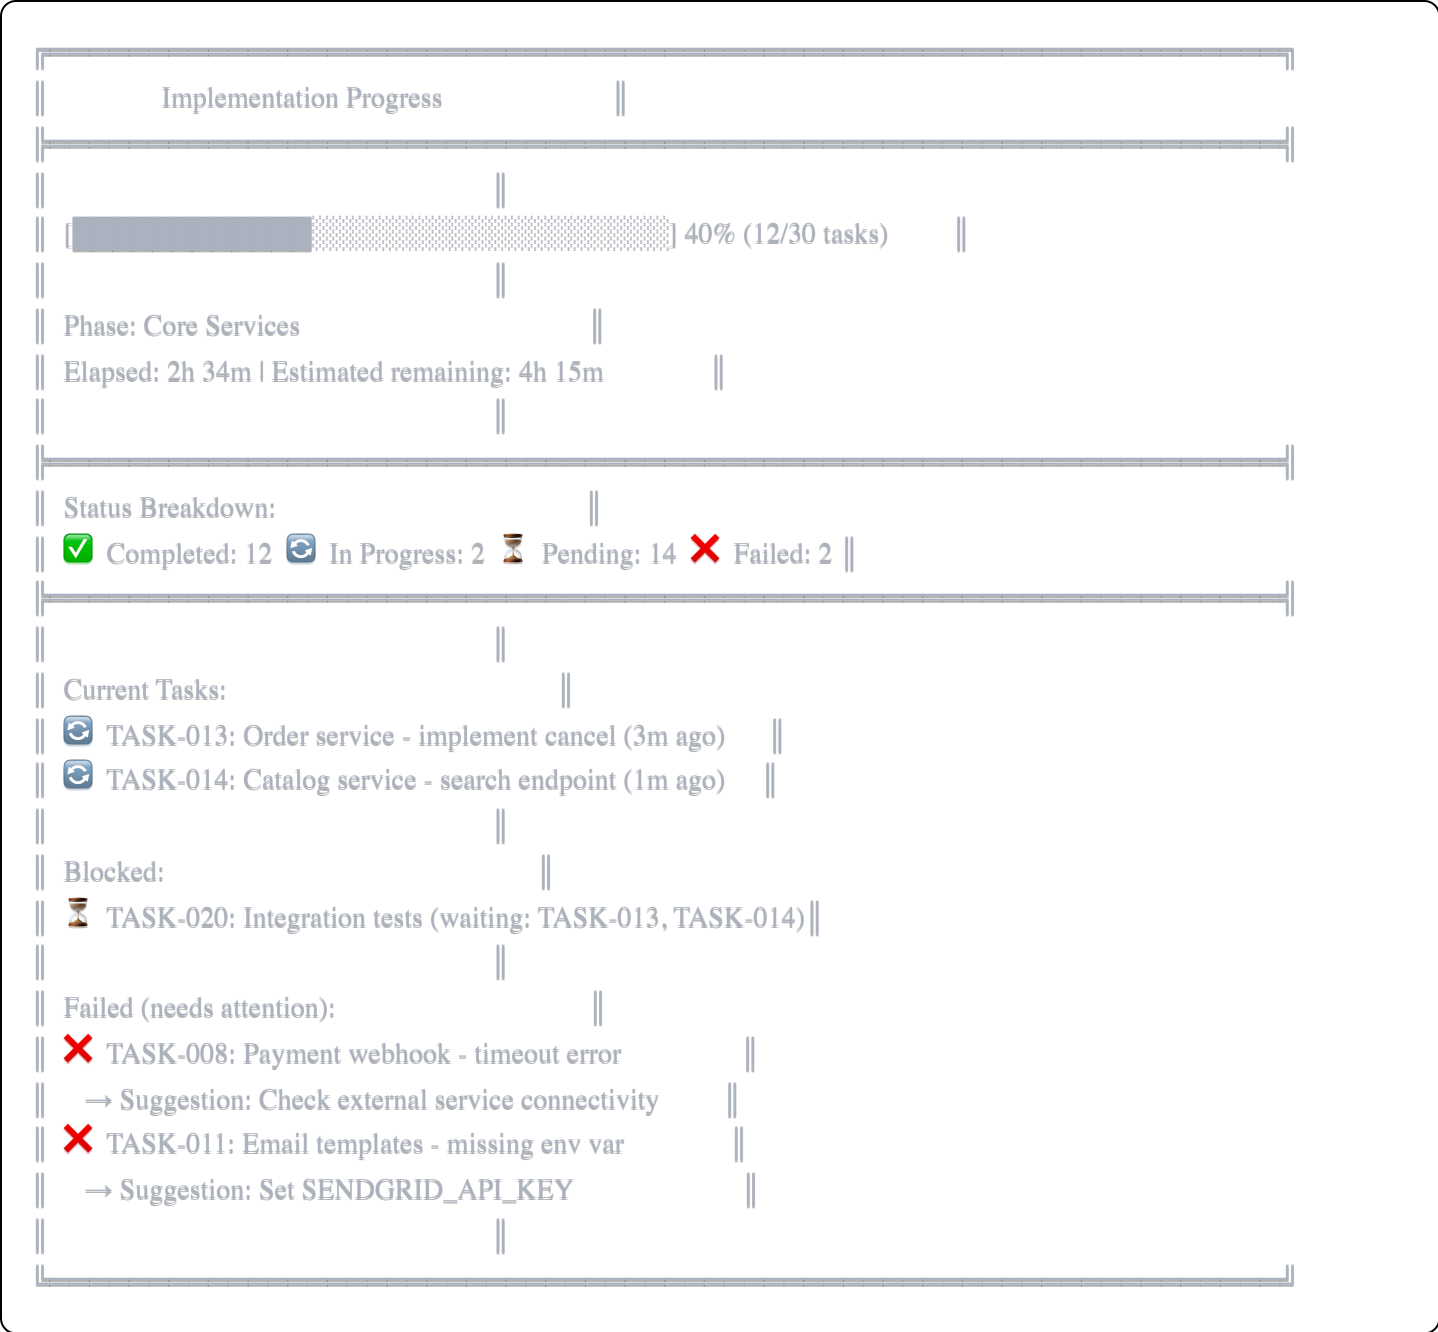 Implementation Progress
[████████████░░░░░░░░░░░░░░░░░░] 40% (12/30 tasks)
Phase: Core Services
Elapsed: 2h 34m | Estimated remaining: 4h 15m
Status Breakdown:
✅ Completed: 12 🔄 In Progress: 2 ⏳ Pending: 14 ❌ Failed: 2
Current Tasks:
🔄 TASK-013: Order service - implement cancel (3m ago)
🔄 TASK-014: Catalog service - search endpoint (1m ago)
Blocked:
⏳ TASK-020: Integration tests (waiting: TASK-013, TASK-014)
Failed (needs attention):
❌ TASK-008: Payment webhook - timeout error
→ Suggestion: Check external service connectivity
❌ TASK-011: Email templates - missing env var
→ Suggestion: Set SENDGRID_API_KEY